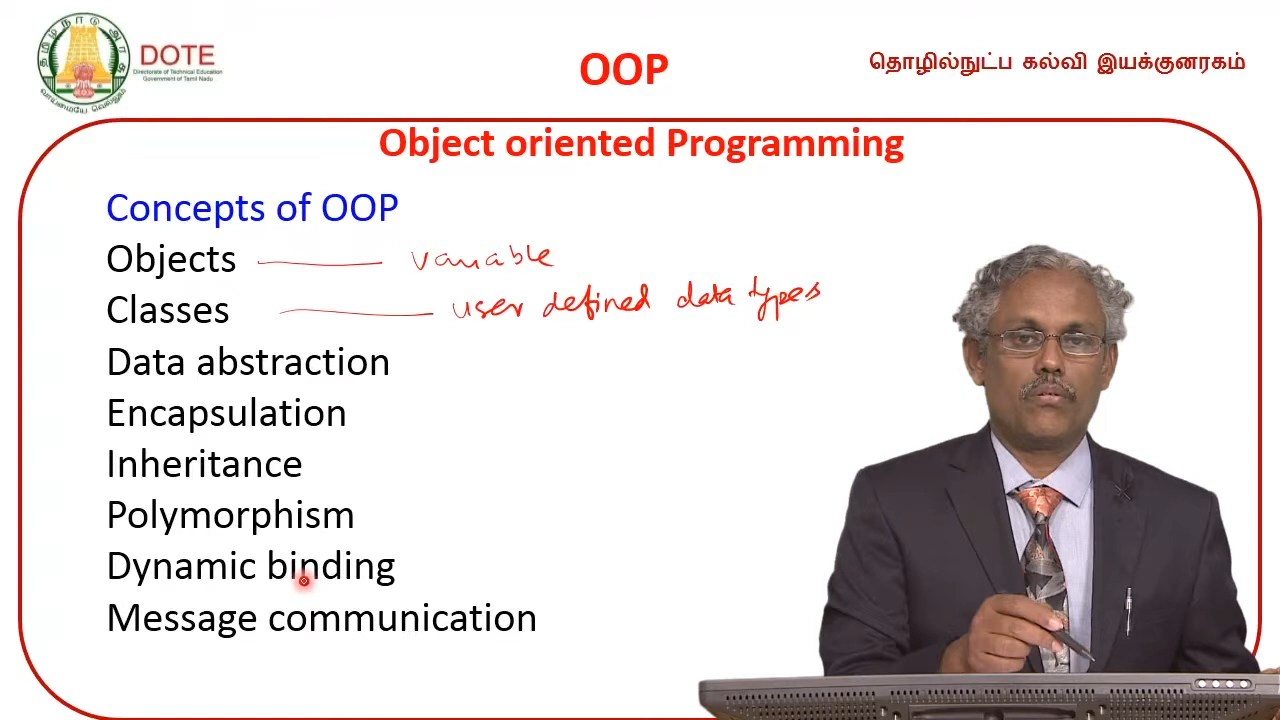 DOTE
Directorate of Technical Education
Government of Tamil Nadu
OOP
தொழில்நுட்ப கல்வி இயக்குனரகம்
Object oriented Programming
Concepts of OOP
Objects variable
Classes user defined data types
Data abstraction
Encapsulation
Inheritance
Polymorphism
Dynamic binding
Message communication